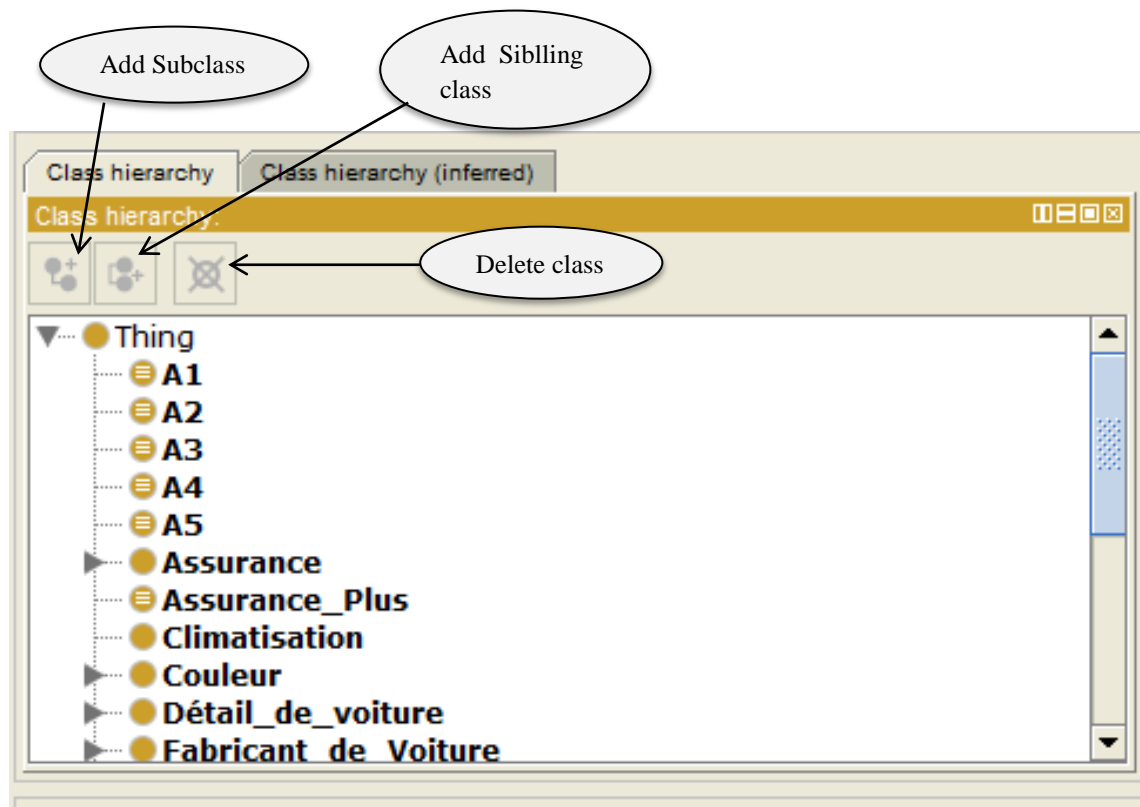 Add Subclass
Add Siblling
class
Class hierarchy
Class hierarchy (inferred)
Class hierarchy:
Delete class
Thing
A1
A2
A3
A4
A5
Assurance
Assurance_Plus
Climatisation
Couleur
Détail_de_voiture
Fabricant_de_Voiture